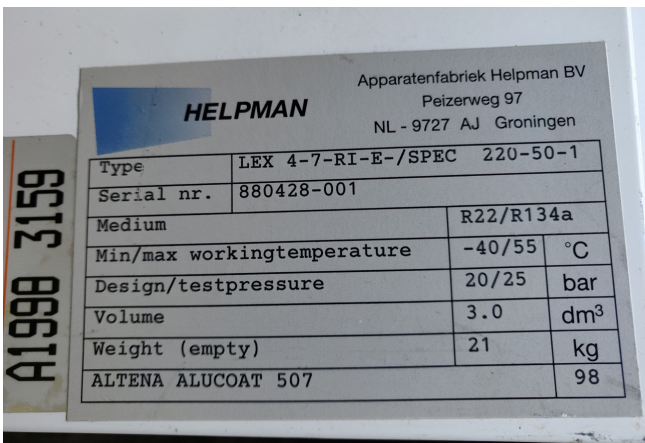 HELPMAN
Apparatenfabriek Helpman BV
Peizerweg 97
NL - 9727 AJ Groningen
Type LEX 4-7-RI-E-/SPEC 220-50-1
Serial nr. 880428-001
Medium R22/R134a
Min/max workingtemperature -40/55 °C
Design/testpressure 20/25 bar
Volume 3.0 dm³
Weight (empty) 21 kg
ALTENA ALUCOAT 507 98
A1998 3159